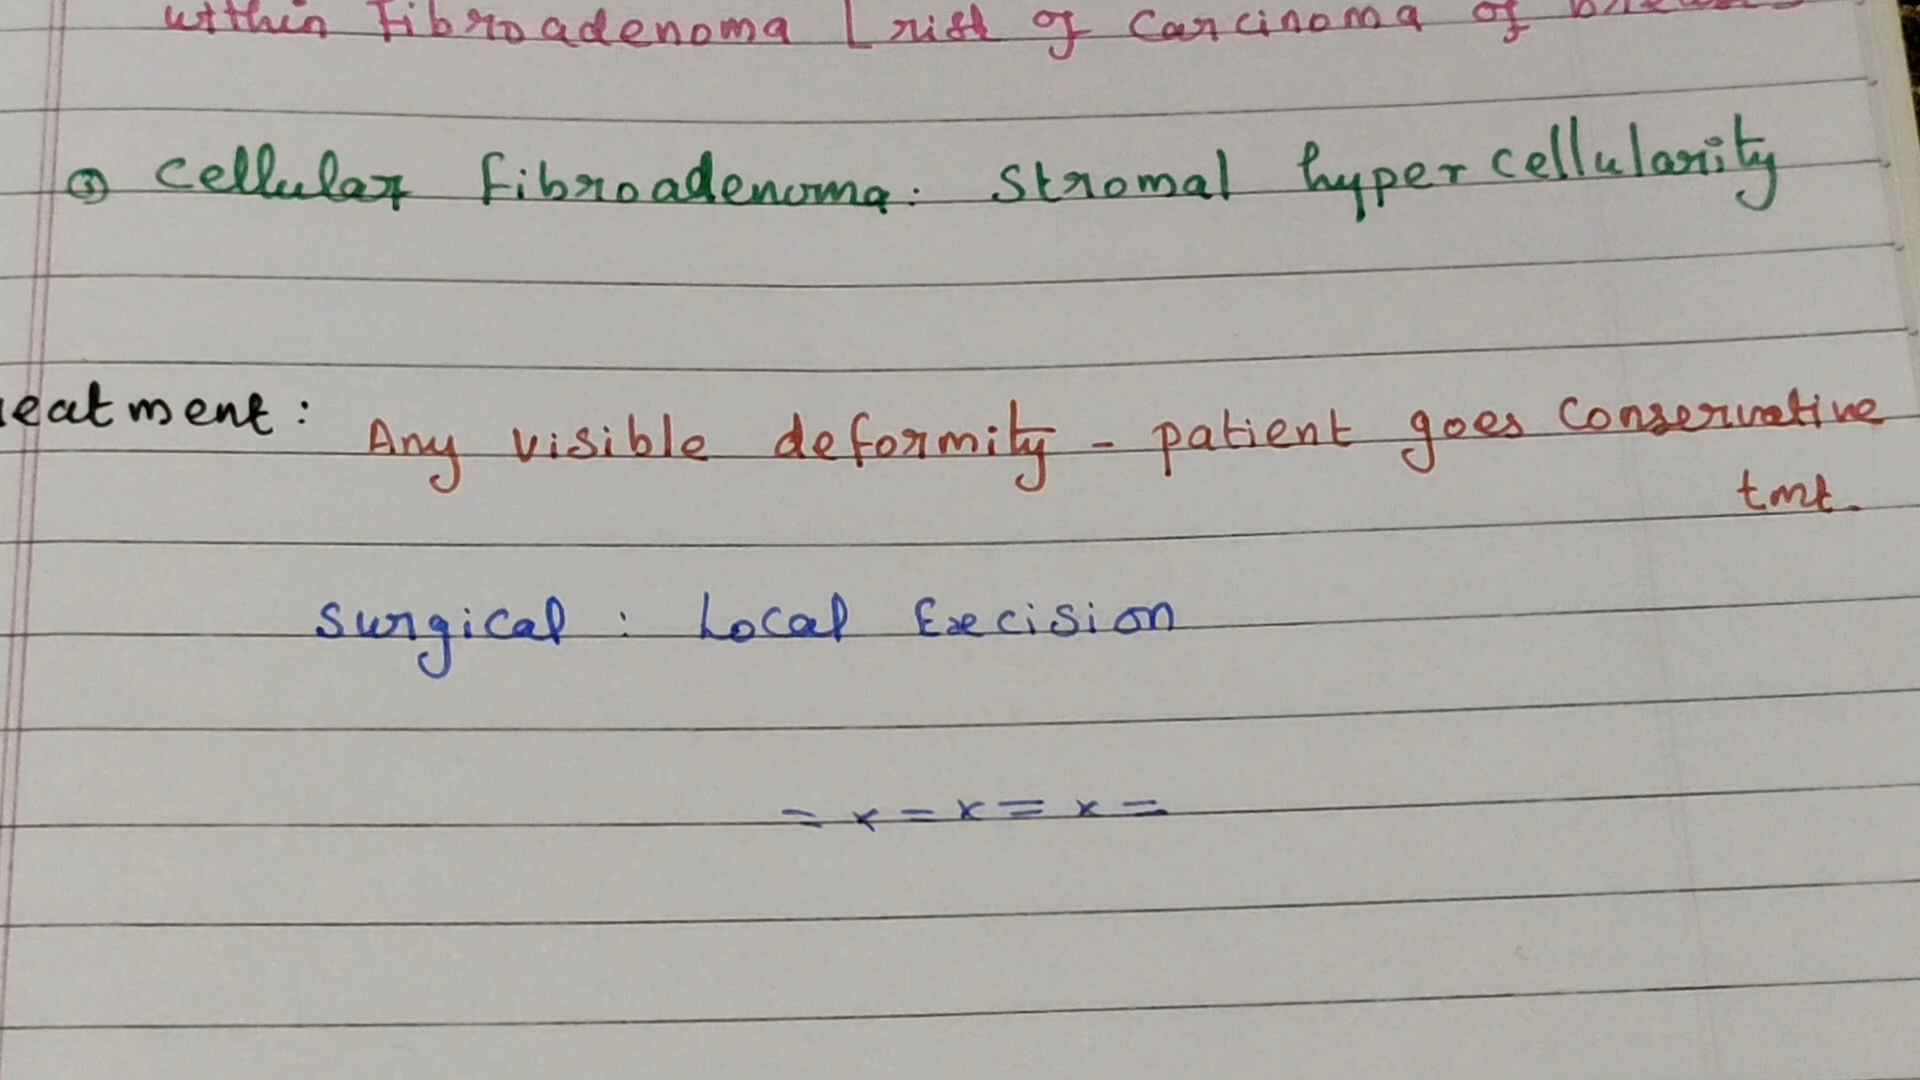 within Fibroadenoma [ risk of Carcinoma of breast
③ Cellular Fibroadenoma: Stromal hypercellularity
eatment: Any visible deformity - patient goes Conservative
tmt.
Surgical : Local Excision
= x = x = x =